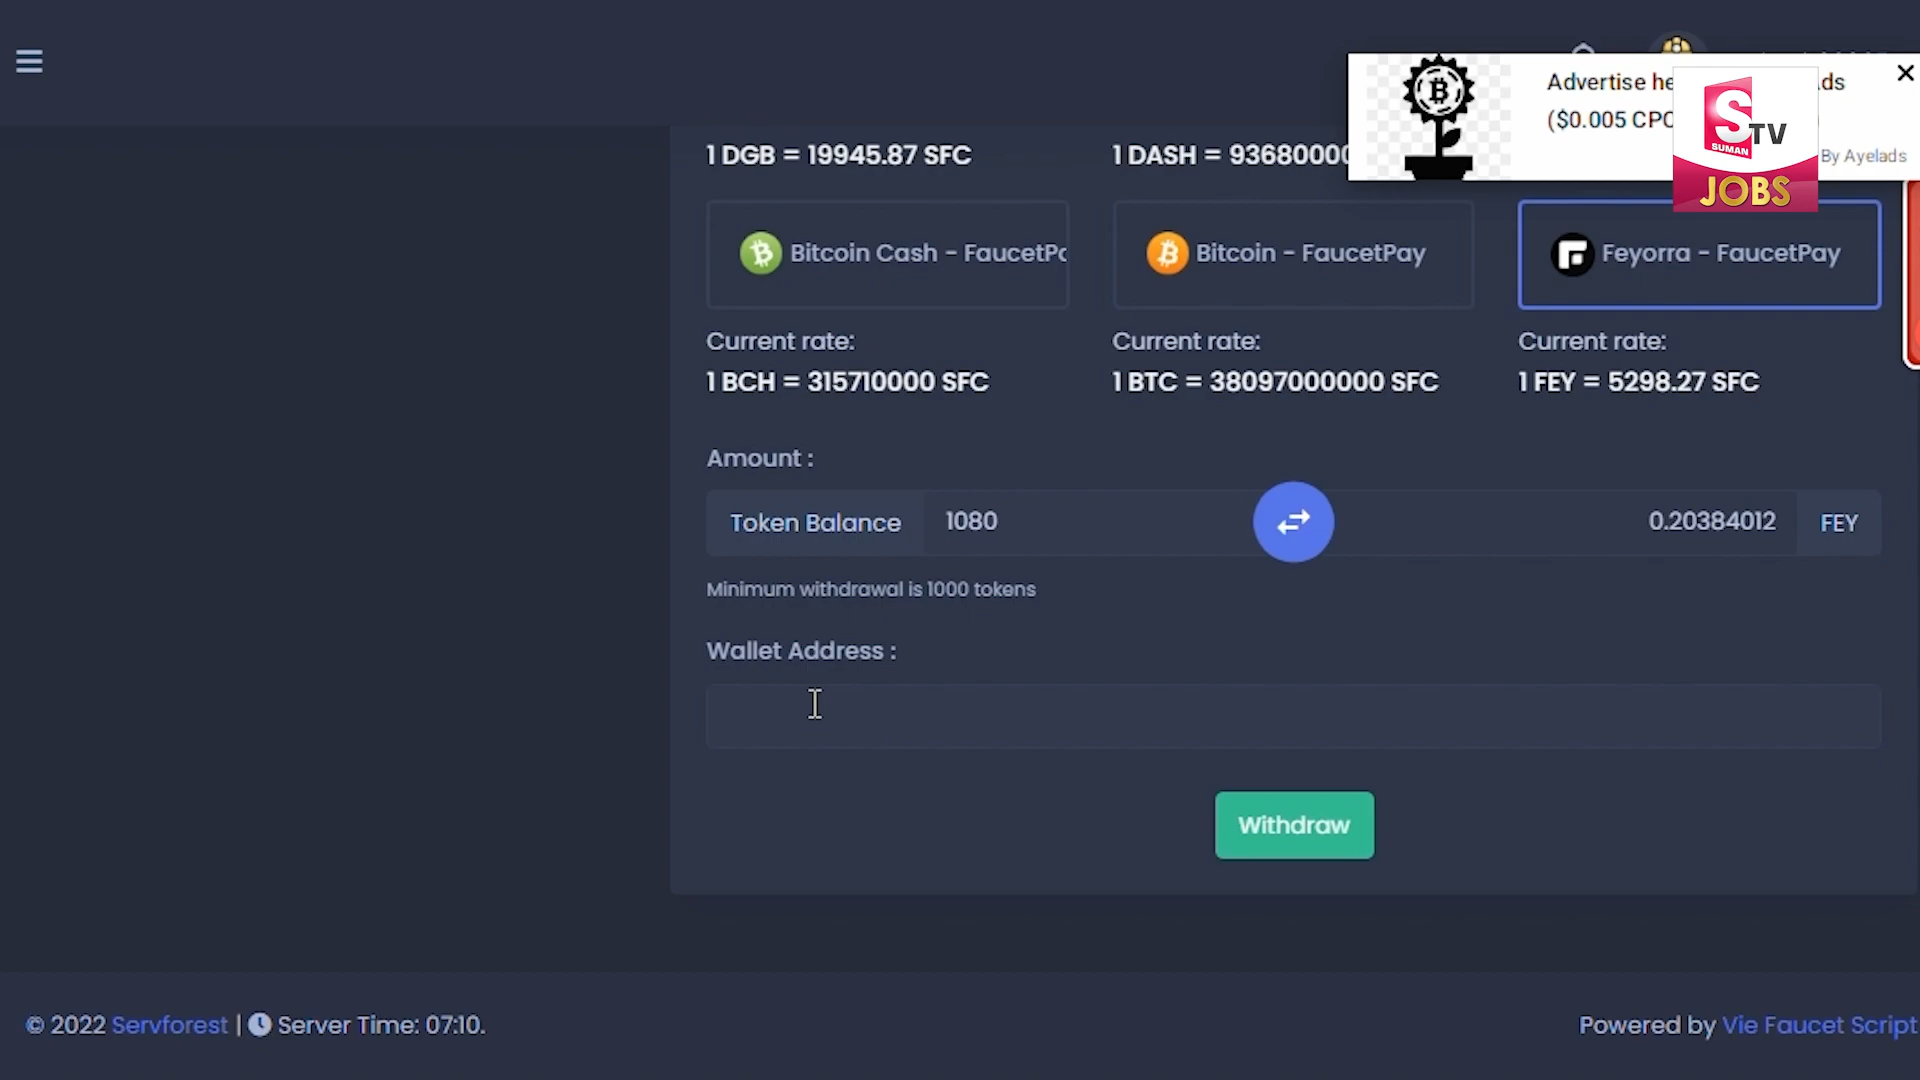 Advertise he
ds
($0.005 CPC
By Ayelads
S TV
SUMAN
JOBS
1 DGB = 19945.87 SFC
1 DASH = 9368000
Bitcoin Cash - FaucetPa
Bitcoin - FaucetPay
Feyorra - FaucetPay
Current rate:
Current rate:
Current rate:
1 BCH = 315710000 SFC
1 BTC = 38097000000 SFC
1 FEY = 5298.27 SFC
Amount :
Token Balance 1080
0.20384012 FEY
Minimum withdrawal is 1000 tokens
Wallet Address :
Withdraw
© 2022 Servforest | Server Time: 07:10.
Powered by Vie Faucet Script